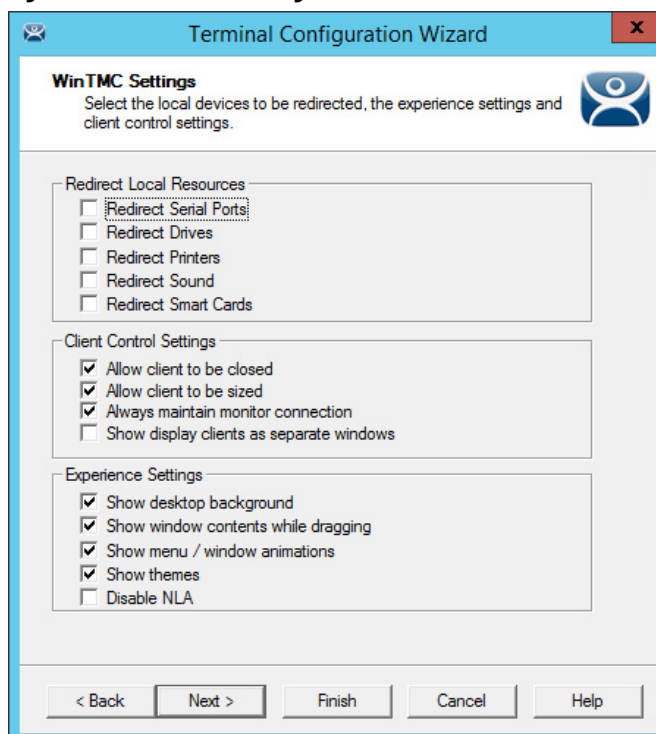 Terminal Configuration Wizard
x
WinTMC Settings
Select the local devices to be redirected, the experience settings and
client control settings.
Redirect Local Resources
Redirect Serial Ports
Redirect Drives
Redirect Printers
Redirect Sound
Redirect Smart Cards
Client Control Settings
Allow client to be closed
Allow client to be sized
Always maintain monitor connection
Show display clients as separate windows
Experience Settings
Show desktop background
Show window contents while dragging
Show menu / window animations
Show themes
Disable NLA
< Back Next > Finish Cancel Help